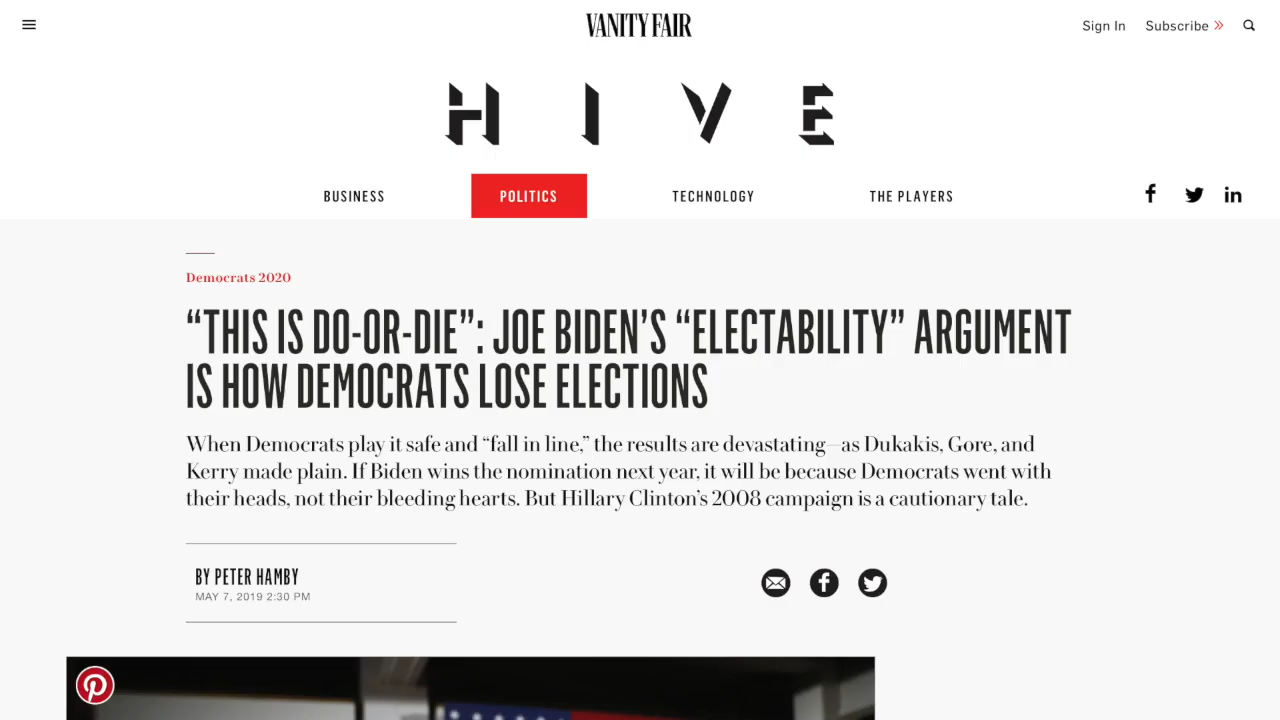 VANITY FAIR
Sign In
Subscribe
HIVE
BUSINESS
POLITICS
TECHNOLOGY
THE PLAYERS
Democrats 2020
“THIS IS DO-OR-DIE”: JOE BIDEN’S “ELECTABILITY” ARGUMENT
IS HOW DEMOCRATS LOSE ELECTIONS
When Democrats play it safe and “fall in line,” the results are devastating—as Dukakis, Gore, and
Kerry made plain. If Biden wins the nomination next year, it will be because Democrats went with
their heads, not their bleeding hearts. But Hillary Clinton’s 2008 campaign is a cautionary tale.
BY PETER HAMBY
MAY 7, 2019 2:30 PM